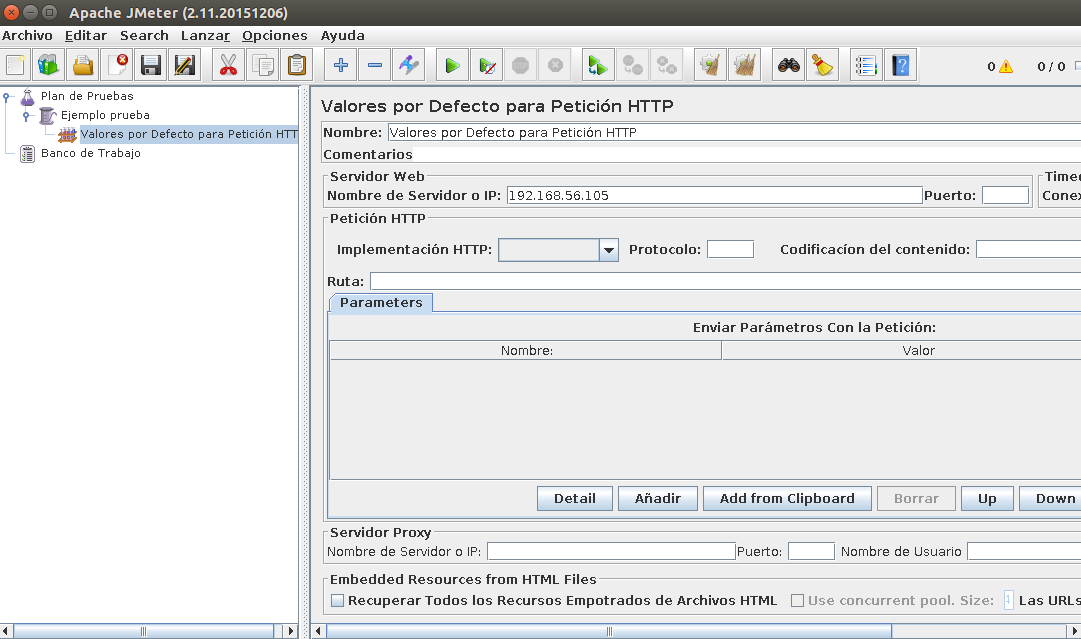 Apache JMeter (2.11.20151206)
Archivo Editar Search Lanzar Opciones Ayuda
0 0 / 0
Plan de Pruebas
Ejemplo prueba
Valores por Defecto para Petición HTT
Banco de Trabajo
Valores por Defecto para Petición HTTP
Nombre: Valores por Defecto para Petición HTTP
Comentarios
Servidor Web
Nombre de Servidor o IP: 192.168.56.105 Puerto:
Timeo
Conex
Petición HTTP
Implementación HTTP: Protocolo: Codificacíon del contenido:
Ruta:
Parameters
Enviar Parámetros Con la Petición:
Nombre: Valor
Detail Añadir Add from Clipboard Borrar Up Down
Servidor Proxy
Nombre de Servidor o IP: Puerto: Nombre de Usuario
Embedded Resources from HTML Files
Recuperar Todos los Recursos Empotrados de Archivos HTML Use concurrent pool. Size: Las URLs